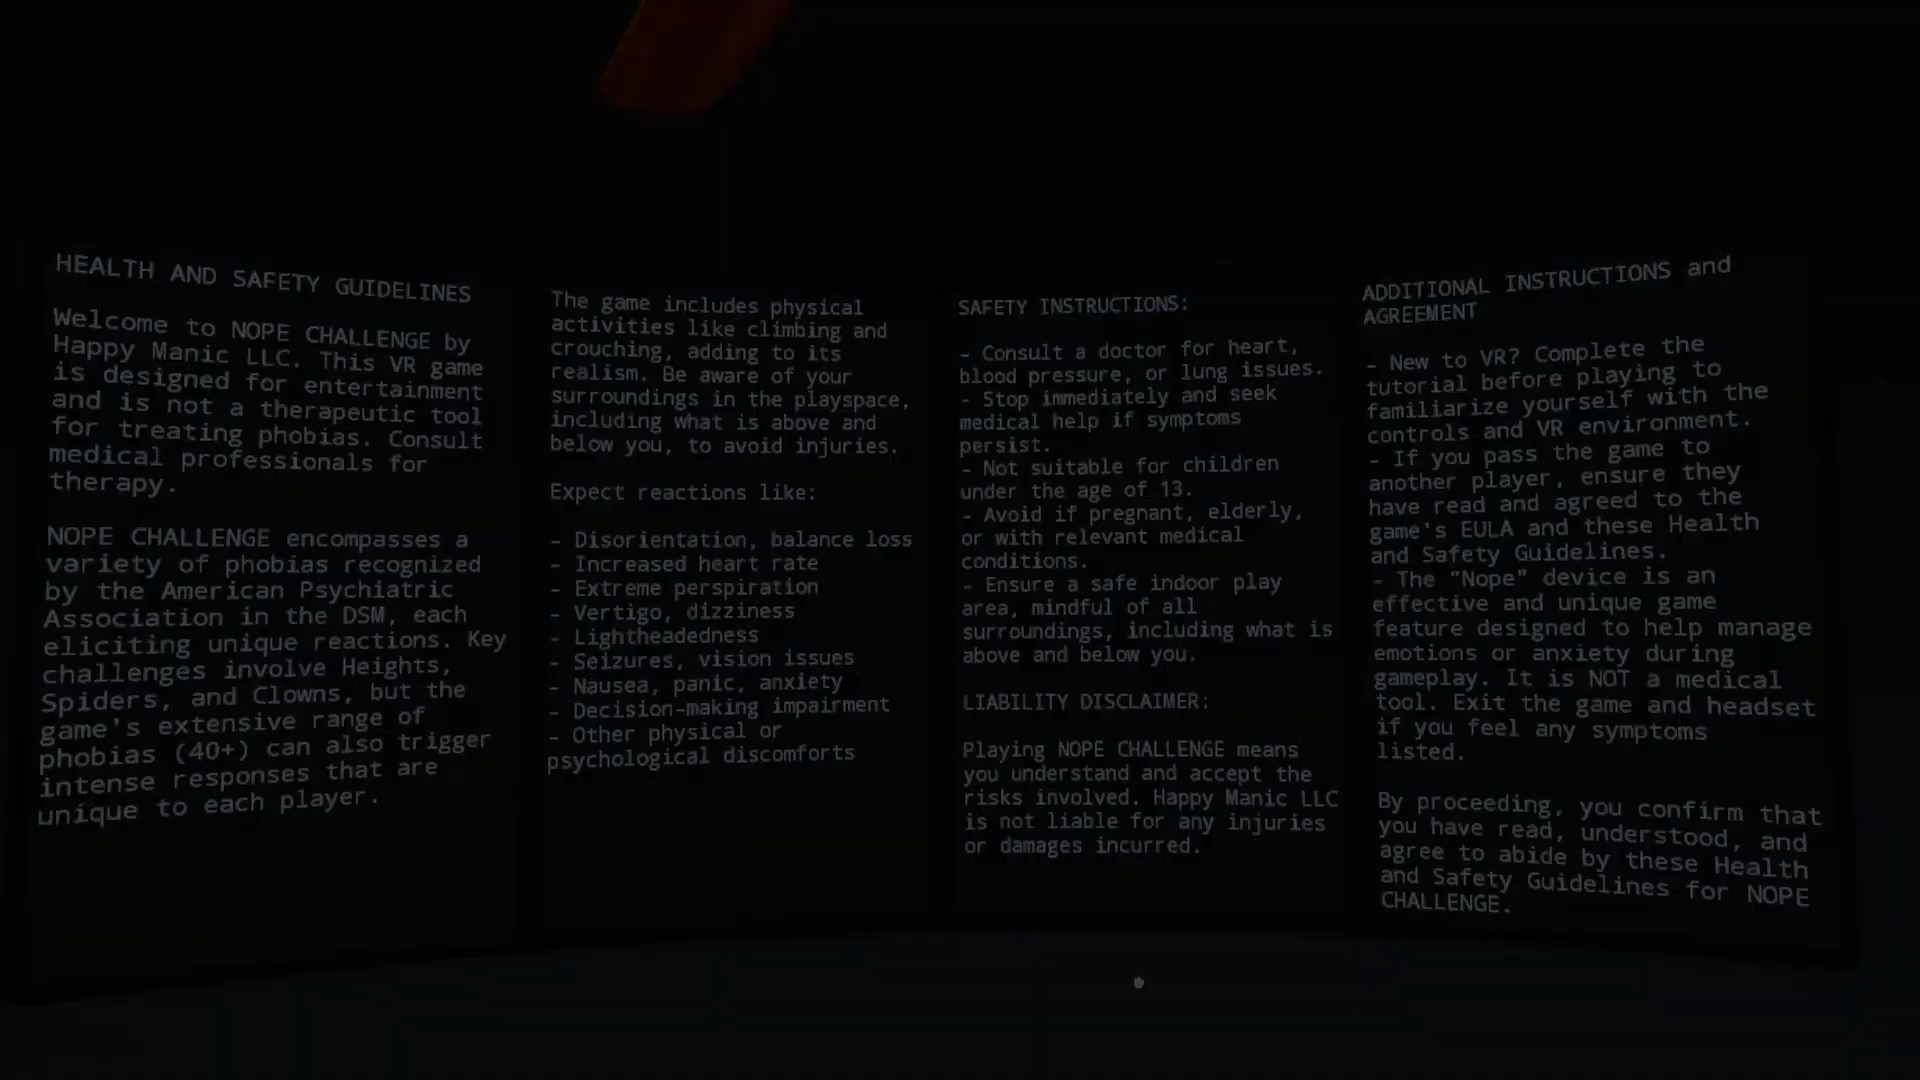 HEALTH AND SAFETY GUIDELINES
Welcome to NOPE CHALLENGE by
Happy Manic LLC. This VR game
is designed for entertainment
and is not a therapeutic tool
for treating phobias. Consult
medical professionals for
therapy.
NOPE CHALLENGE encompasses a
variety of phobias recognized
by the American Psychiatric
Association in the DSM, each
eliciting unique reactions. Key
challenges involve Heights,
Spiders, and Clowns, but the
game's extensive range of
phobias (40+) can also trigger
intense responses that are
unique to each player.
The game includes physical
activities like climbing and
crouching, adding to its
realism. Be aware of your
surroundings in the playspace,
including what is above and
below you, to avoid injuries.
Expect reactions like:
- Disorientation, balance loss
- Increased heart rate
- Extreme perspiration
- Vertigo, dizziness
- Lightheadedness
- Seizures, vision issues
- Nausea, panic, anxiety
- Decision-making impairment
- Other physical or
psychological discomforts
SAFETY INSTRUCTIONS:
- Consult a doctor for heart,
blood pressure, or lung issues.
- Stop immediately and seek
medical help if symptoms
persist.
- Not suitable for children
under the age of 13.
- Avoid if pregnant, elderly,
or with relevant medical
conditions.
- Ensure a safe indoor play
area, mindful of all
surroundings, including what is
above and below you.
LIABILITY DISCLAIMER:
Playing NOPE CHALLENGE means
you understand and accept the
risks involved. Happy Manic LLC
is not liable for any injuries
or damages incurred.
ADDITIONAL INSTRUCTIONS and
AGREEMENT
- New to VR? Complete the
tutorial before playing to
familiarize yourself with the
controls and VR environment.
- If you pass the game to
another player, ensure they
have read and agreed to the
game's EULA and these Health
and Safety Guidelines.
- The "Nope" device is an
effective and unique game
feature designed to help manage
emotions or anxiety during
gameplay. It is NOT a medical
tool. Exit the game and headset
if you feel any symptoms
listed.
By proceeding, you confirm that
you have read, understood, and
agree to abide by these Health
and Safety Guidelines for NOPE
CHALLENGE.